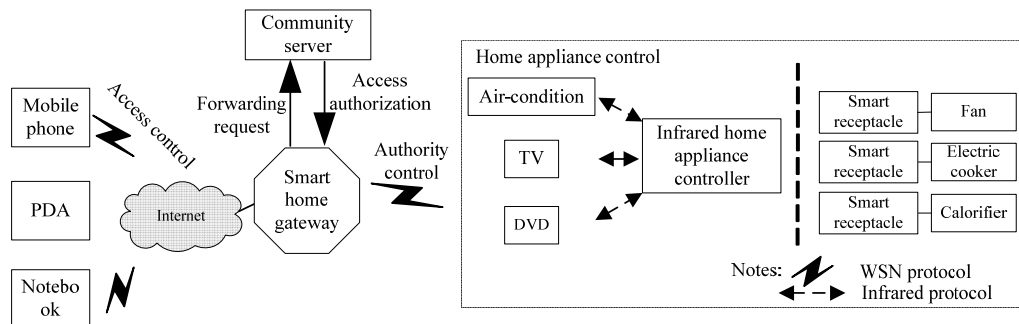 Community
server
Home appliance control
Access control
Forwarding
request
Access
authorization
Mobile
phone
PDA
Notebo
ok
Internet
Smart
home
gateway
Authority
control
Air-condition
TV
DVD
Infrared home
appliance
controller
Smart
receptacle
Fan
Smart
receptacle
Electric
cooker
Smart
receptacle
Calorifier
Notes:
WSN protocol
Infrared protocol